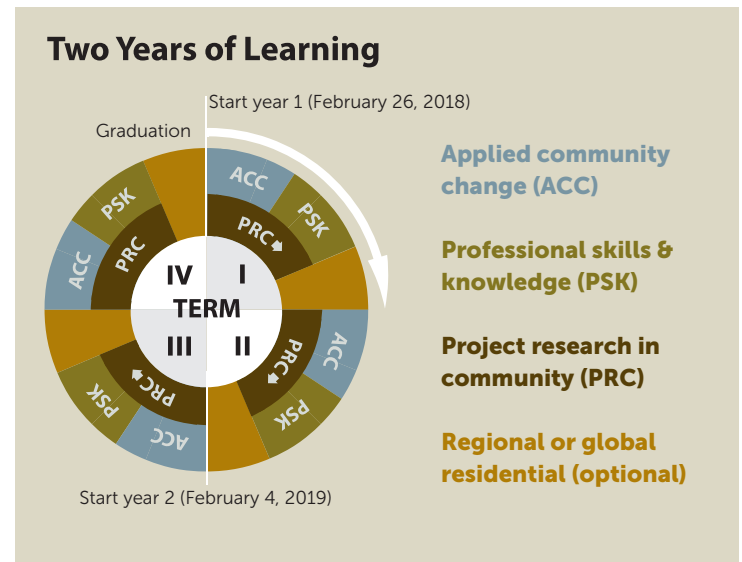 Two Years of Learning
Start year 1 (February 26, 2018)
Graduation
ACC
PSK
PRC
ACC
PSK
PRC
ACC
PSK
PRC
ACC
PSK
PRC
IV I
TERM
III II
Start year 2 (February 4, 2019)
Applied community
change (ACC)
Professional skills &
knowledge (PSK)
Project research in
community (PRC)
Regional or global
residential (optional)